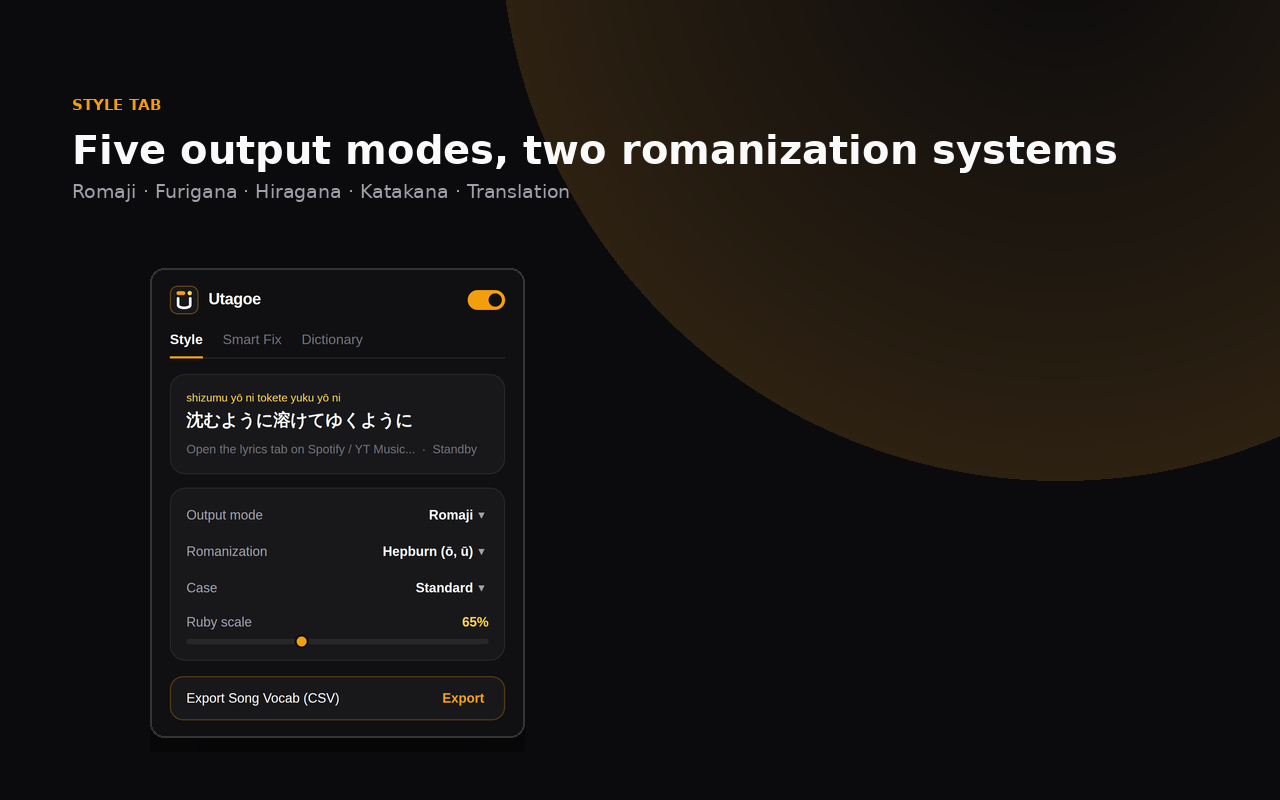 STYLE TAB
Five output modes, two romanization systems
Romaji · Furigana · Hiragana · Katakana · Translation
Utagoe
Style Smart Fix Dictionary
shizumu yō ni tokete yuku yō ni
沈むように溶けてゆくように
Open the lyrics tab on Spotify / YT Music... · Standby
Output mode Romaji ▼
Romanization Hepburn (ō, ū) ▼
Case Standard ▼
Ruby scale 65%
Export Song Vocab (CSV) Export